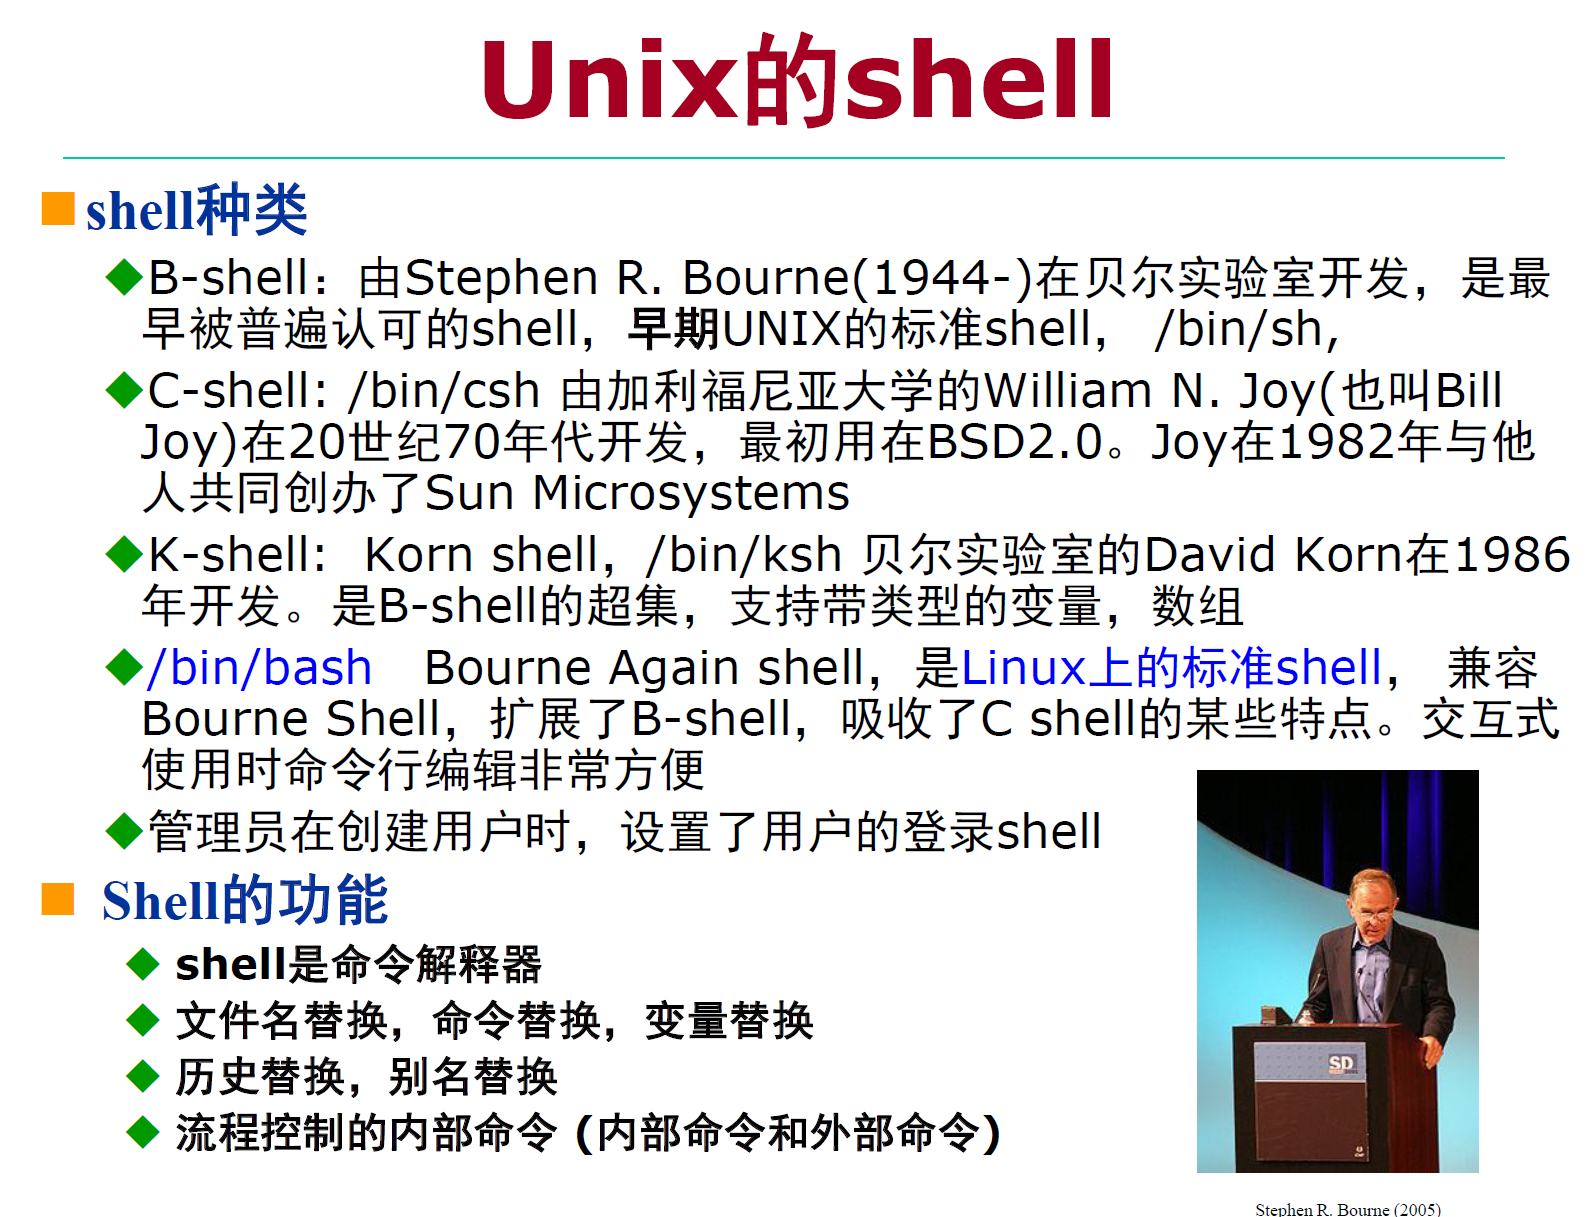 Unix的shell
shell种类
B-shell：由Stephen R. Bourne(1944-)在贝尔实验室开发，是最
早被普遍认可的shell，早期UNIX的标准shell， /bin/sh,
C-shell: /bin/csh 由加利福尼亚大学的William N. Joy(也叫Bill
Joy)在20世纪70年代开发，最初用在BSD2.0。Joy在1982年与他
人共同创办了Sun Microsystems
K-shell: Korn shell，/bin/ksh 贝尔实验室的David Korn在1986
年开发。是B-shell的超集，支持带类型的变量，数组
/bin/bash Bourne Again shell，是Linux上的标准shell， 兼容
Bourne Shell，扩展了B-shell，吸收了C shell的某些特点。交互式
使用时命令行编辑非常方便
管理员在创建用户时，设置了用户的登录shell
Shell的功能
shell是命令解释器
文件名替换，命令替换，变量替换
历史替换，别名替换
流程控制的内部命令 (内部命令和外部命令)
SD
Stephen R. Bourne (2005)